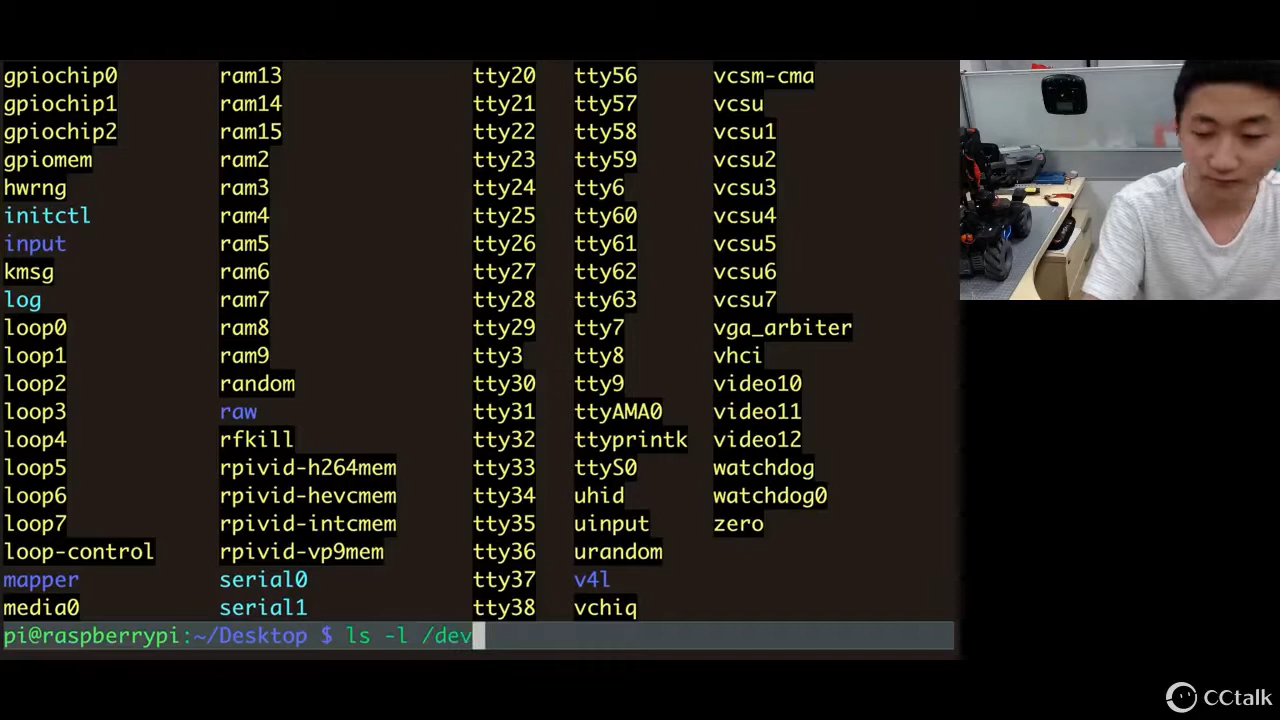 gpiochip0 ram13 tty20 tty56 vcsm-cma
gpiochip1 ram14 tty21 tty57 vcsu
gpiochip2 ram15 tty22 tty58 vcsu1
gpiomem ram2 tty23 tty59 vcsu2
hwrng ram3 tty24 tty6 vcsu3
initctl ram4 tty25 tty60 vcsu4
input ram5 tty26 tty61 vcsu5
kmsg ram6 tty27 tty62 vcsu6
log ram7 tty28 tty63 vcsu7
loop0 ram8 tty29 tty7 vga_arbiter
loop1 ram9 tty3 tty8 vhci
loop2 random tty30 tty9 video10
loop3 raw tty31 ttyAMA0 video11
loop4 rfkill tty32 ttyprintk video12
loop5 rpivid-h264mem tty33 ttyS0 watchdog
loop6 rpivid-hevcmem tty34 uhid watchdog0
loop7 rpivid-intcmem tty35 uinput zero
loop-control rpivid-vp9mem tty36 urandom
mapper serial0 tty37 v4l
media0 serial1 tty38 vchiq
pi@raspberrypi:~/Desktop $ ls -l /dev
CCtalk